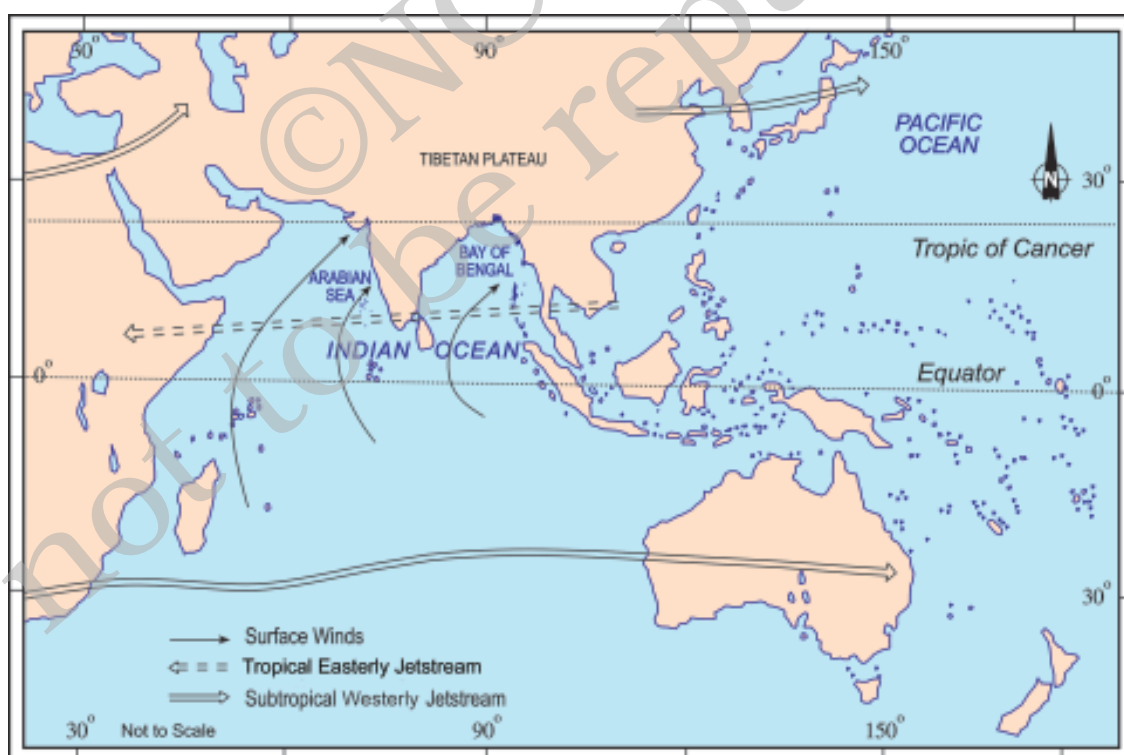 30°
90°
150°
PACIFIC
OCEAN
TIBETAN PLATEAU
N
30°
Tropic of Cancer
BAY OF
BENGAL
ARABIAN
SEA
INDIAN OCEAN
Equator
0°
0°
30°
Surface Winds
Tropical Easterly Jetstream
Subtropical Westerly Jetstream
30°
Not to Scale
90°
150°
©NC
not to be rep